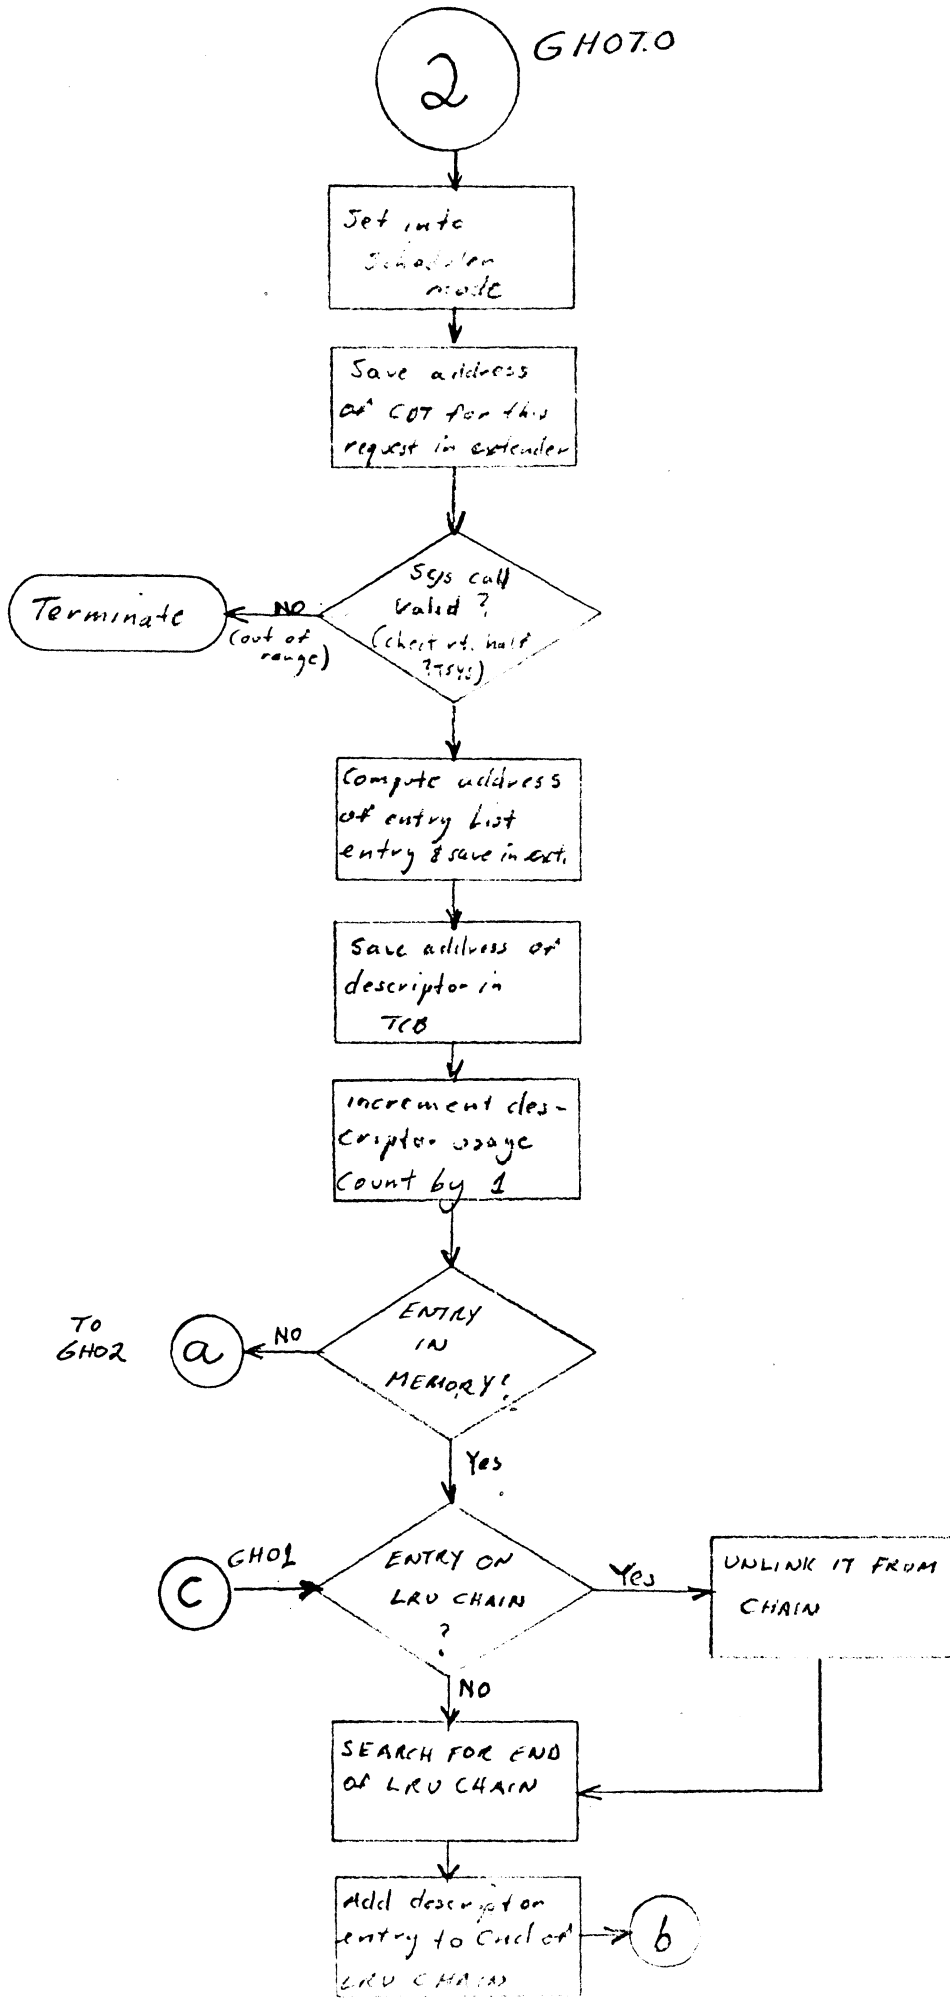 2
GH07.0
Get into
Scheduler
mode
Save address
of CDT for this
request in extender
Sys call
valid ?
(check rt. half
?TSYS)
NO
(out of
range)
Terminate
Compute address
of entry List
entry & save in ext.
Save address of
descriptor in
TCB
increment des-
criptor usage
Count by 1
ENTRY
IN
MEMORY?
NO
a
TO
GH02
Yes
C
GH01
ENTRY ON
LRU CHAIN
?
Yes
UNLINK IT FROM
CHAIN
NO
SEARCH FOR END
of LRU CHAIN
Add descriptor
entry to end of
LRU CHAIN
b